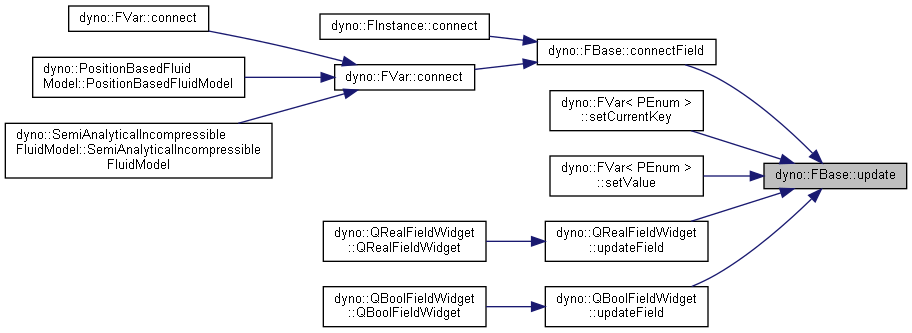 dyno::FVar::connect
dyno::FInstance::connect
dyno::FBase::connectField
dyno::PositionBasedFluid
Model::PositionBasedFluidModel
dyno::FVar::connect
dyno::SemiAnalyticalIncompressible
FluidModel::SemiAnalyticalIncompressible
FluidModel
dyno::FVar< PEnum >
::setCurrentKey
dyno::FVar< PEnum >
::setValue
dyno::FBase::update
dyno::QRealFieldWidget
::QRealFieldWidget
dyno::QRealFieldWidget
::updateField
dyno::QBoolFieldWidget
::QBoolFieldWidget
dyno::QBoolFieldWidget
::updateField